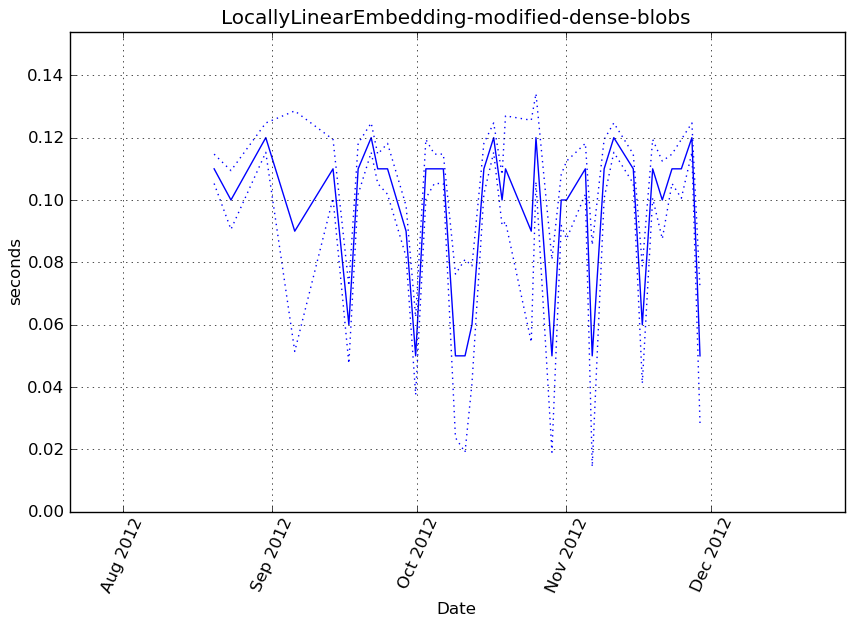 LocallyLinearEmbedding-modified-dense-blobs
0.14
0.12
0.10
0.08
0.06
0.04
0.02
0.00
seconds
Aug 2012
Sep 2012
Oct 2012
Nov 2012
Dec 2012
Date